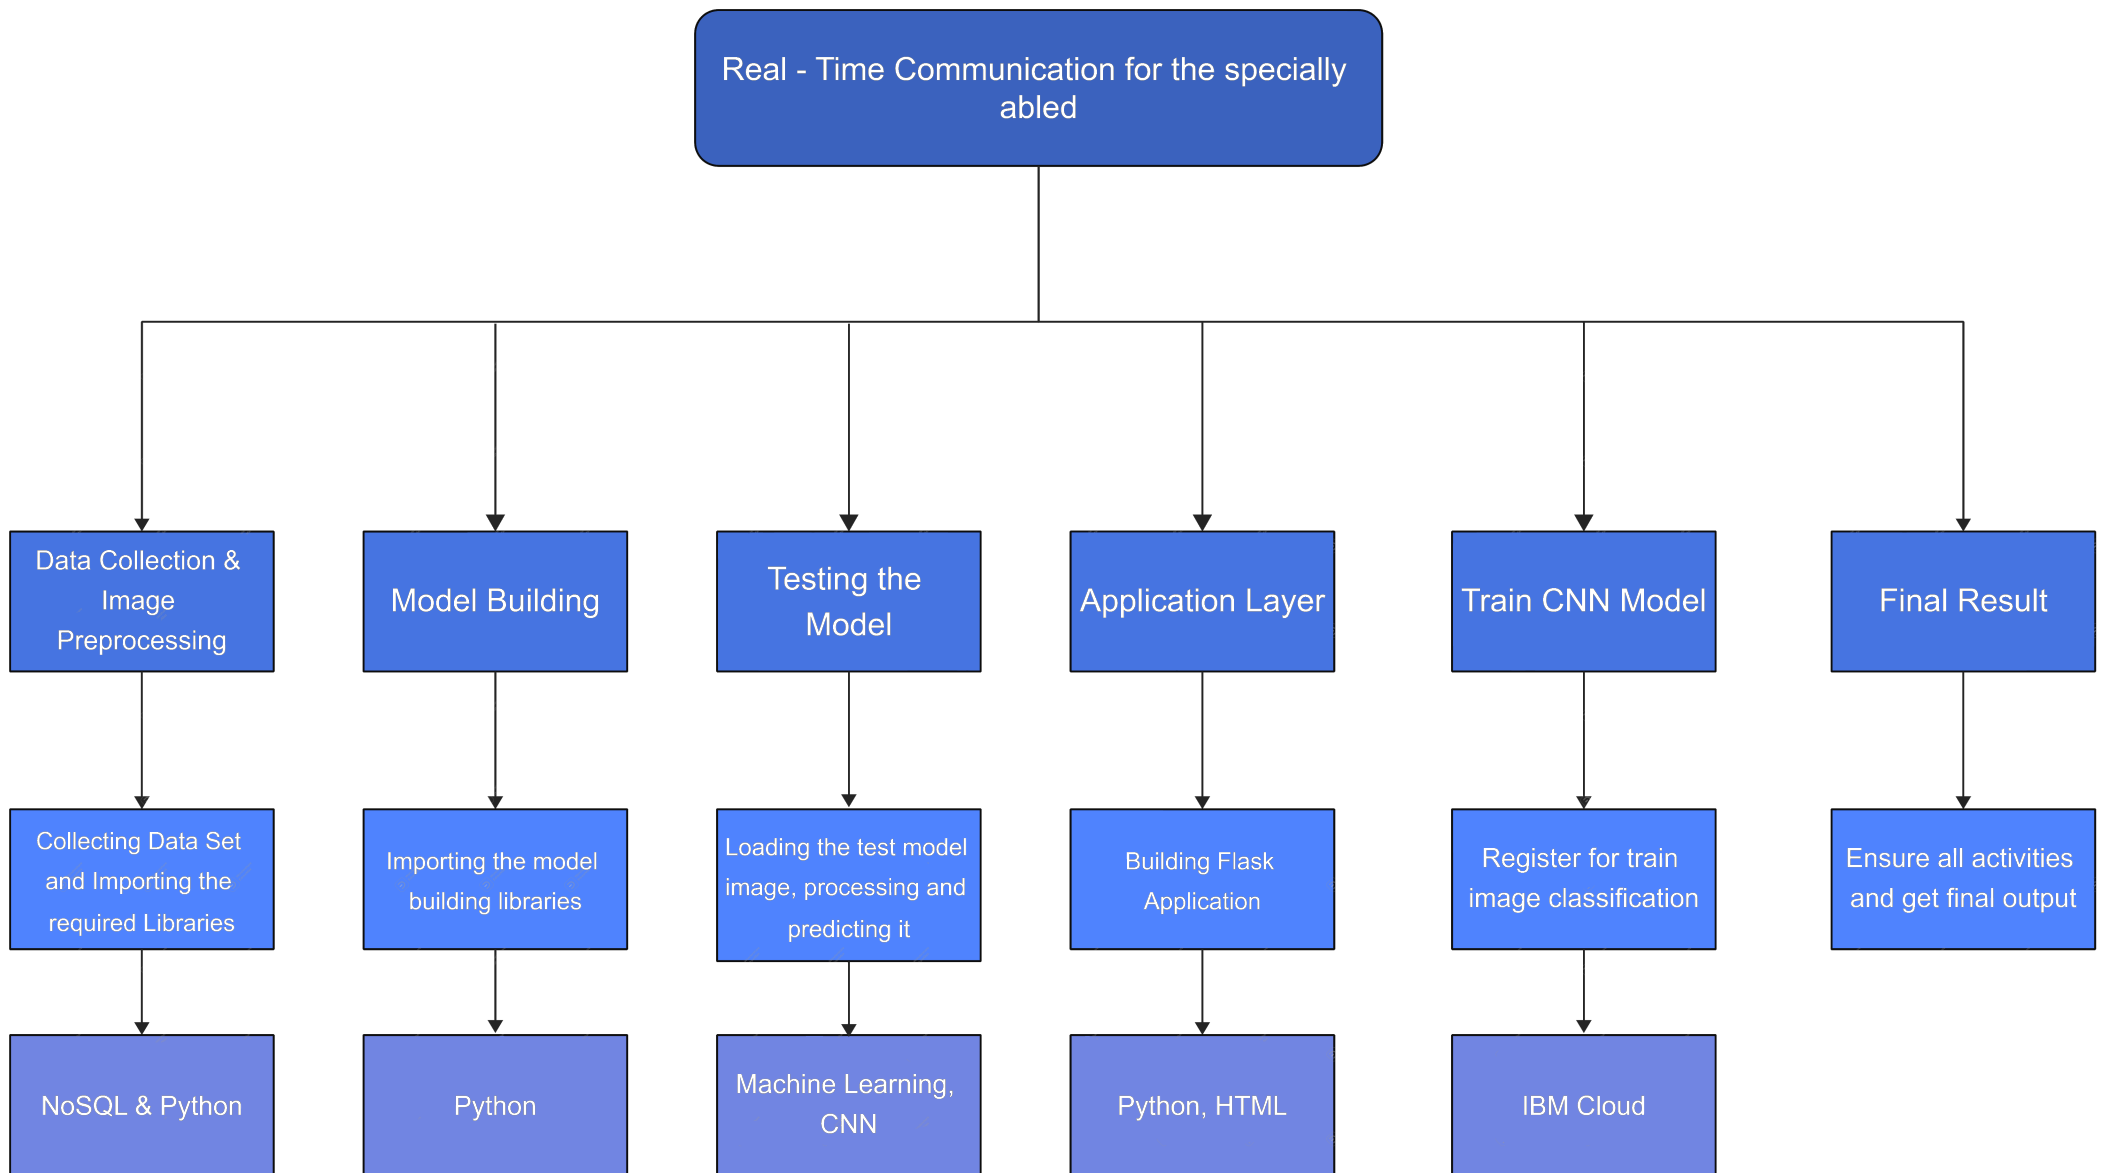 Real - Time Communication for the specially
abled
Data Collection &
Image
Preprocessing
Model Building
Testing the
Model
Application Layer
Train CNN Model
Final Result
Collecting Data Set
and Importing the
required Libraries
Importing the model
building libraries
Loading the test model
image, processing and
predicting it
Building Flask
Application
Register for train
image classification
Ensure all activities
and get final output
NoSQL & Python
Python
Machine Learning,
CNN
Python, HTML
IBM Cloud